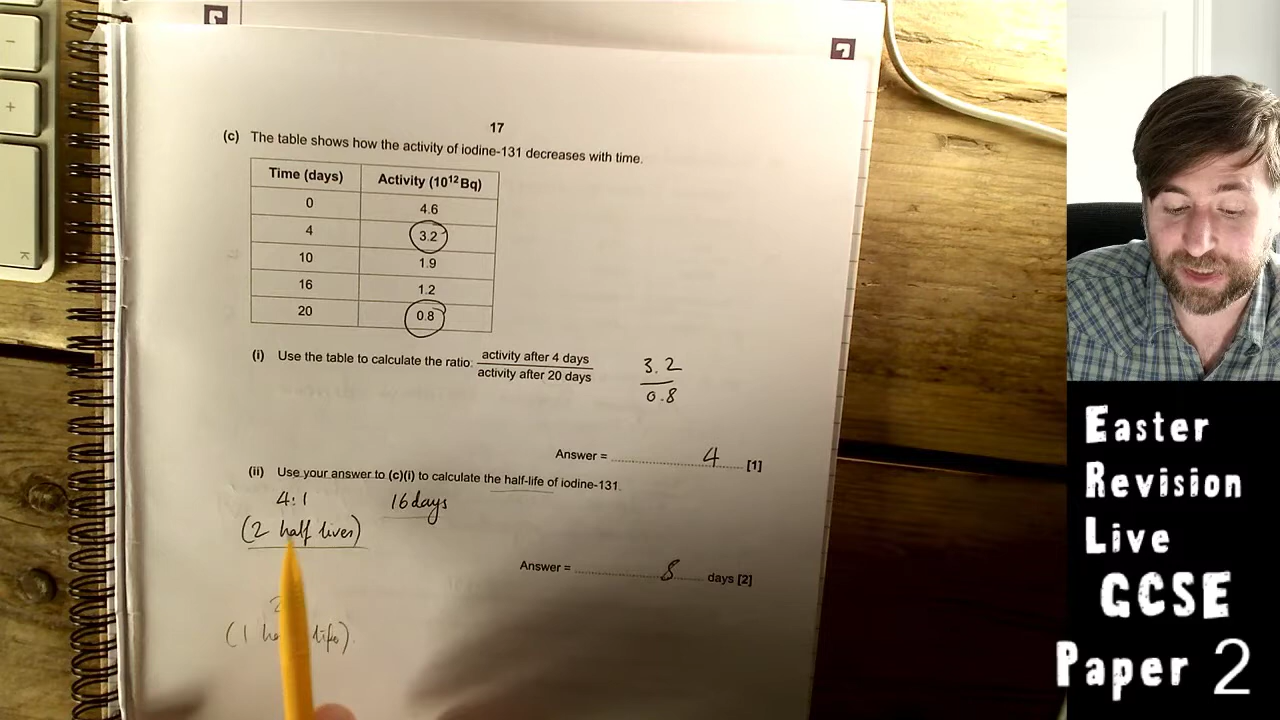 17
(c) The table shows how the activity of iodine-131 decreases with time.
Time (days) Activity (10¹²Bq)
0 4.6
4 3.2
10 1.9
16 1.2
20 0.8
(i) Use the table to calculate the ratio: activity after 4 days
activity after 20 days
3.2
0.8
Answer = 4 [1]
(ii) Use your answer to (c)(i) to calculate the half-life of iodine-131.
4:1 16 days
(2 half lives)
Answer = 8 days [2]
(1 life).
Easter
Revision
Live
GCSE
Paper 2